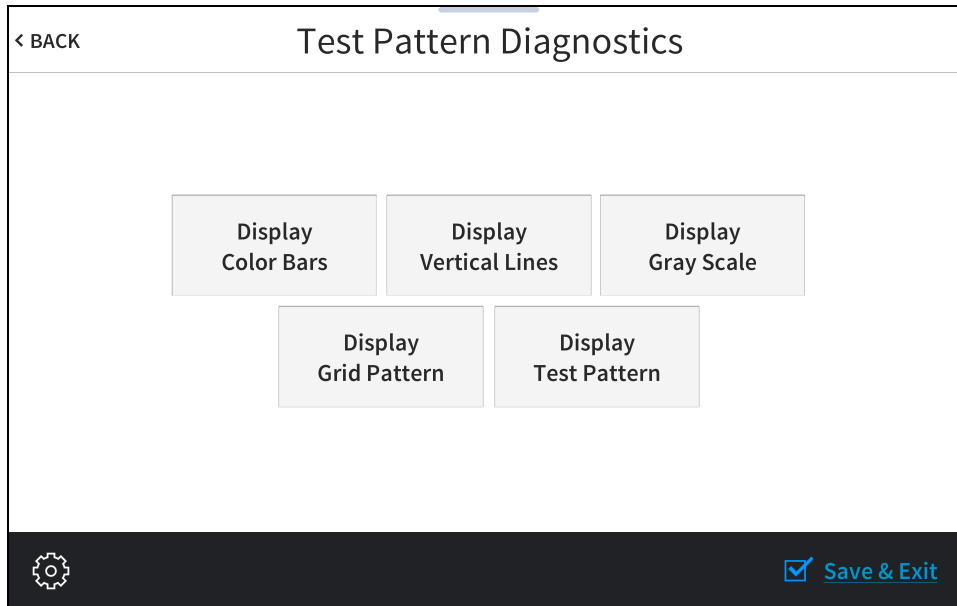 < BACK
Test Pattern Diagnostics
Display
Color Bars
Display
Vertical Lines
Display
Gray Scale
Display
Grid Pattern
Display
Test Pattern
Save & Exit